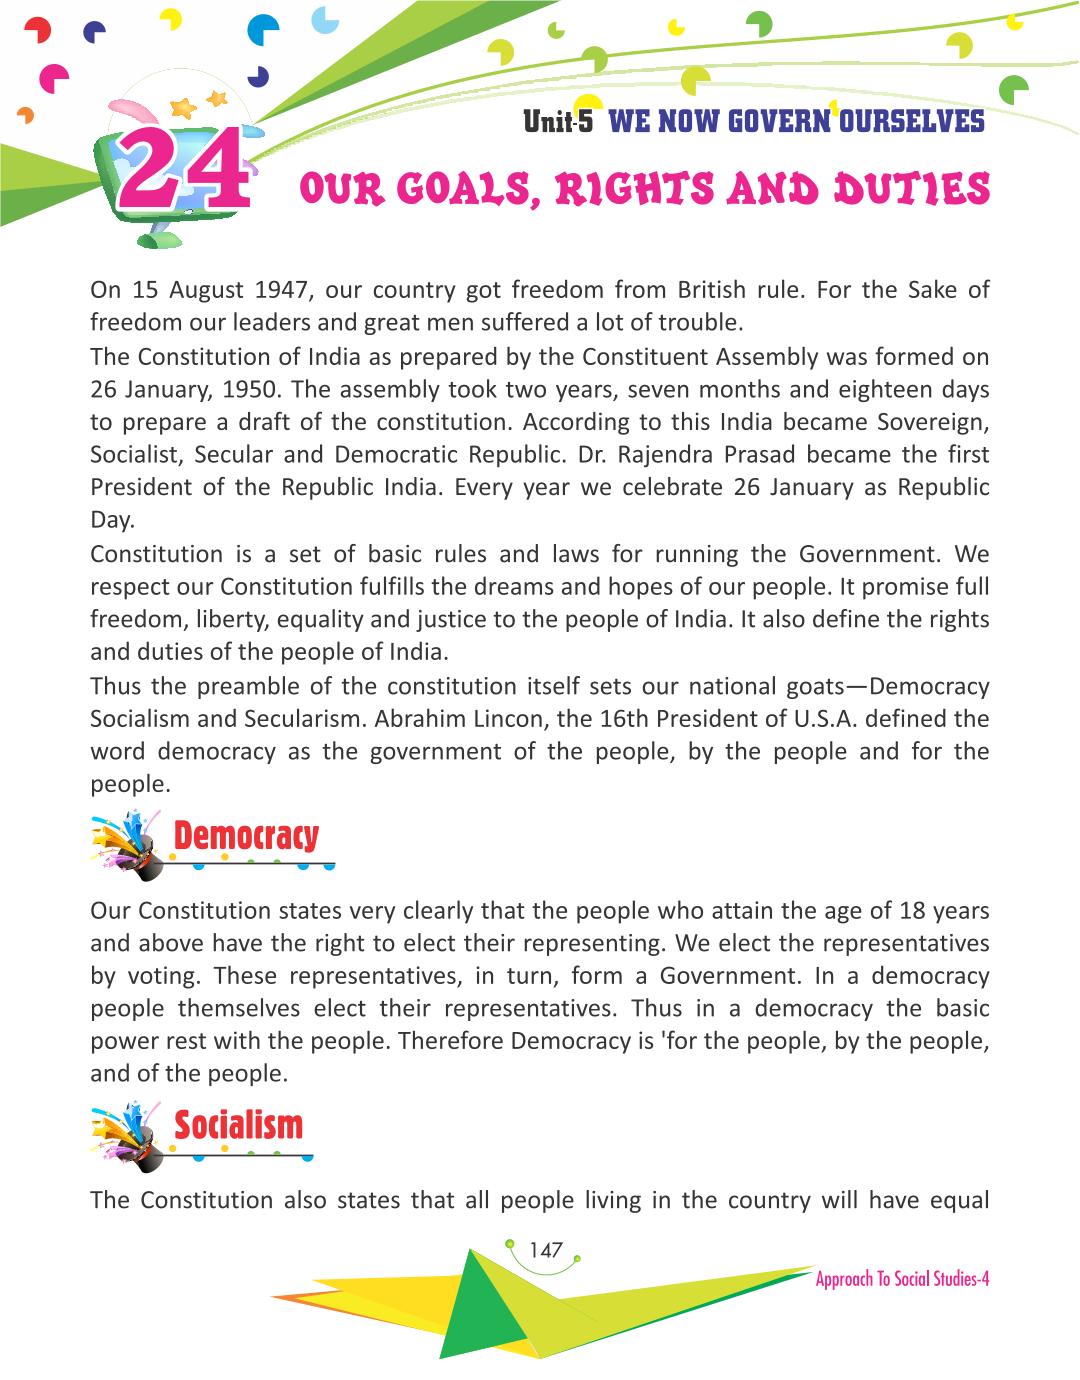 Unit-5 WE NOW GOVERN OURSELVES
24
OUR GOALS, RIGHTS AND DUTIES
On 15 August 1947, our country got freedom from British rule. For the Sake of
freedom our leaders and great men suffered a lot of trouble.
The Constitution of India as prepared by the Constituent Assembly was formed on
26 January, 1950. The assembly took two years, seven months and eighteen days
to prepare a draft of the constitution. According to this India became Sovereign,
Socialist, Secular and Democratic Republic. Dr. Rajendra Prasad became the first
President of the Republic India. Every year we celebrate 26 January as Republic
Day.
Constitution is a set of basic rules and laws for running the Government. We
respect our Constitution fulfills the dreams and hopes of our people. It promise full
freedom, liberty, equality and justice to the people of India. It also define the rights
and duties of the people of India.
Thus the preamble of the constitution itself sets our national goats—Democracy
Socialism and Secularism. Abrahim Lincon, the 16th President of U.S.A. defined the
word democracy as the government of the people, by the people and for the
people.
Democracy
Our Constitution states very clearly that the people who attain the age of 18 years
and above have the right to elect their representing. We elect the representatives
by voting. These representatives, in turn, form a Government. In a democracy
people themselves elect their representatives. Thus in a democracy the basic
power rest with the people. Therefore Democracy is 'for the people, by the people,
and of the people.
Socialism
The Constitution also states that all people living in the country will have equal
147
Approach To Social Studies-4